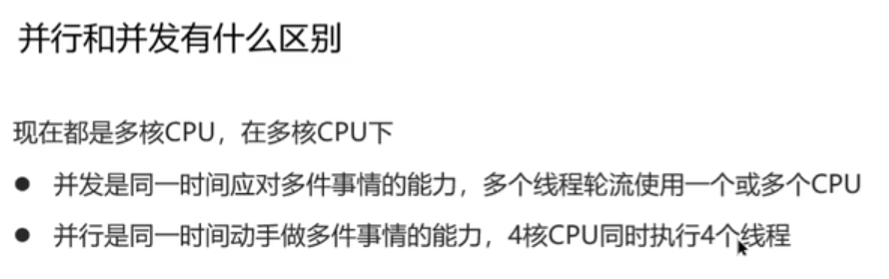 并行和并发有什么区别
现在都是多核CPU，在多核CPU下
● 并发是同一时间应对多件事情的能力，多个线程轮流使用一个或多个CPU
● 并行是同一时间动手做多件事情的能力，4核CPU同时执行4个线程